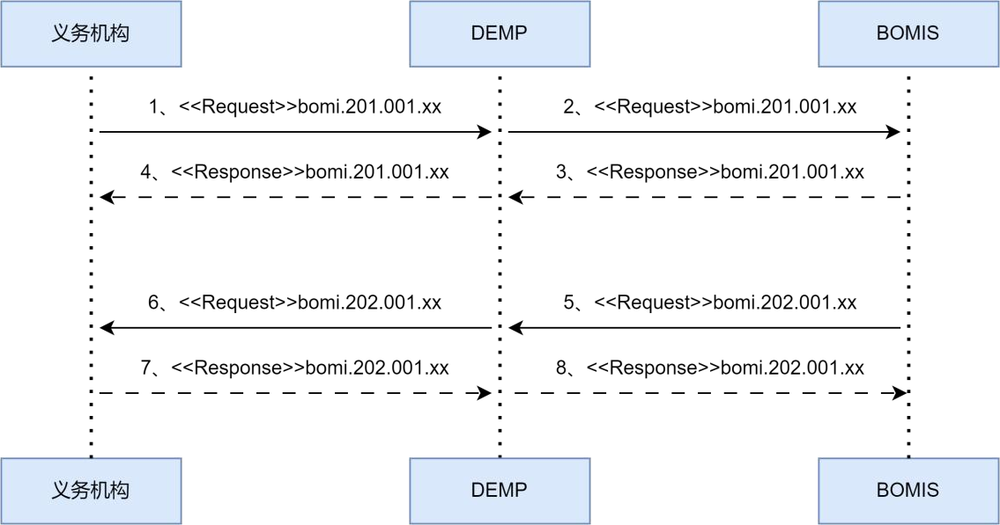 义务机构
DEMP
BOMIS
1、<<Request>>bomi.201.001.xx
2、<<Request>>bomi.201.001.xx
4、<<Response>>bomi.201.001.xx
3、<<Response>>bomi.201.001.xx
6、<<Request>>bomi.202.001.xx
5、<<Request>>bomi.202.001.xx
7、<<Response>>bomi.202.001.xx
8、<<Response>>bomi.202.001.xx
义务机构
DEMP
BOMIS